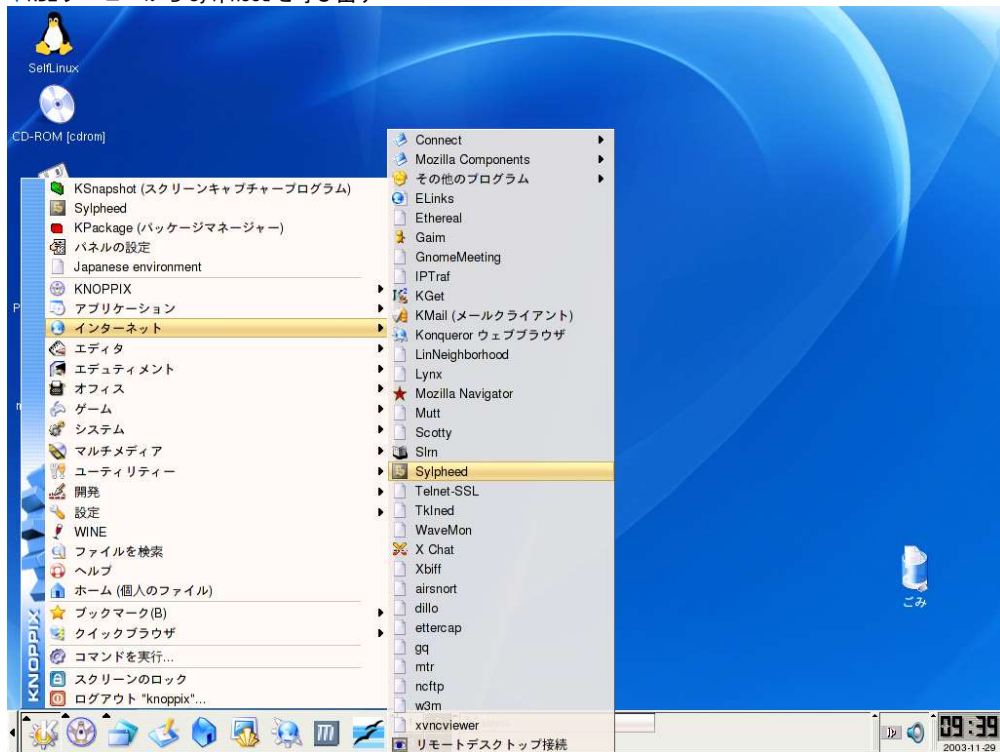 SelfLinux
CD-ROM [cdrom]
KSnapshot (スクリーンキャプチャープログラム)
Sylpheed
KPackage (パッケージマネージャー)
パネルの設定
Japanese environment
KNOPPIX
アプリケーション
インターネット
エディタ
エデュティメント
オフィス
ゲーム
システム
マルチメディア
ユーティリティー
開発
設定
WINE
ファイルを検索
ヘルプ
ホーム (個人のファイル)
ブックマーク(B)
クイックブラウザ
コマンドを実行...
スクリーンのロック
ログアウト "knoppix"...
KNOPPIX
Connect
Mozilla Components
その他のプログラム
ELinks
Ethereal
Gaim
GnomeMeeting
IPTraf
KGet
KMail (メールクライアント)
Konqueror ウェブブラウザ
LinNeighborhood
Lynx
Mozilla Navigator
Mutt
Scotty
Slrn
Sylpheed
Telnet-SSL
TkIned
WaveMon
X Chat
Xbiff
airsnort
dillo
ettercap
gq
mtr
ncftp
w3m
xvncviewer
リモートデスクトップ接続
ごみ
09:39
2003-11-29